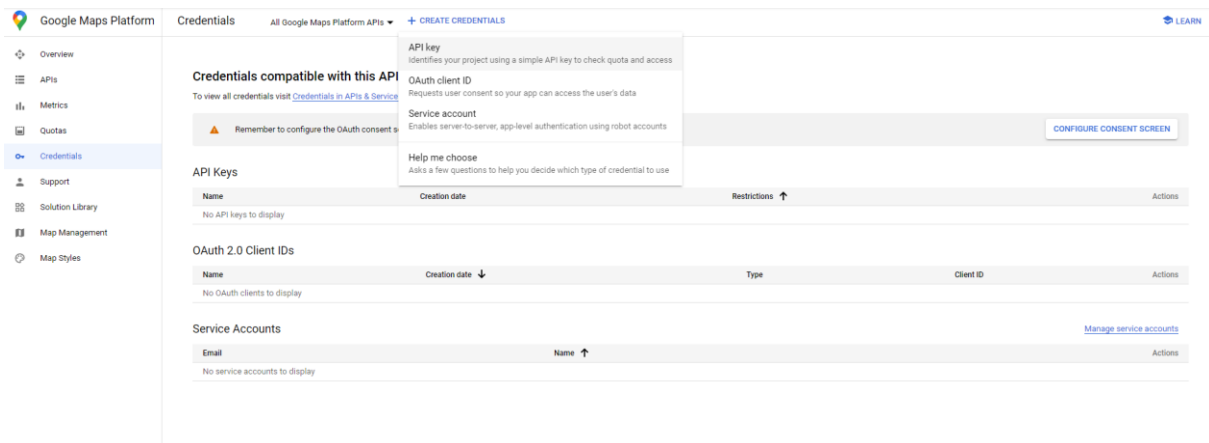 Google Maps Platform
Credentials
All Google Maps Platform APIs
CREATE CREDENTIALS
LEARN
Overview
APIs
Metrics
Quotas
Credentials
Support
Solution Library
Map Management
Map Styles
API key
Identifies your project using a simple API key to check quota and access
OAuth client ID
Requests user consent so your app can access the user's data
Service account
Enables server-to-server, app-level authentication using robot accounts
Help me choose
Asks a few questions to help you decide which type of credential to use
Credentials compatible with this API
To view all credentials visit Credentials in APIs & Service
Remember to configure the OAuth consent s
CONFIGURE CONSENT SCREEN
API Keys
Name Creation date Restrictions Actions
No API keys to display
OAuth 2.0 Client IDs
Name Creation date Type Client ID Actions
No OAuth clients to display
Service Accounts
Manage service accounts
Email Name Actions
No service accounts to display